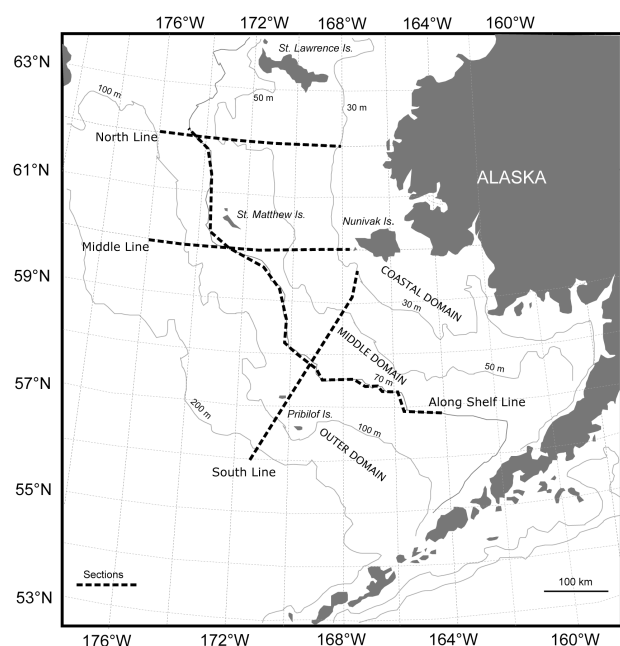 176°W 172°W 168°W 164°W 160°W
63°N
St. Lawrence Is.
100 m
50 m
30 m
North Line
61°N
ALASKA
St. Matthew Is.
Nunivak Is.
Middle Line
59°N
COASTAL DOMAIN
30 m
MIDDLE DOMAIN
50 m
57°N
70 m
200 m
Along Shelf Line
Pribilof Is.
100 m
OUTER DOMAIN
South Line
55°N
Sections
100 km
53°N
176°W 172°W 168°W 164°W 160°W